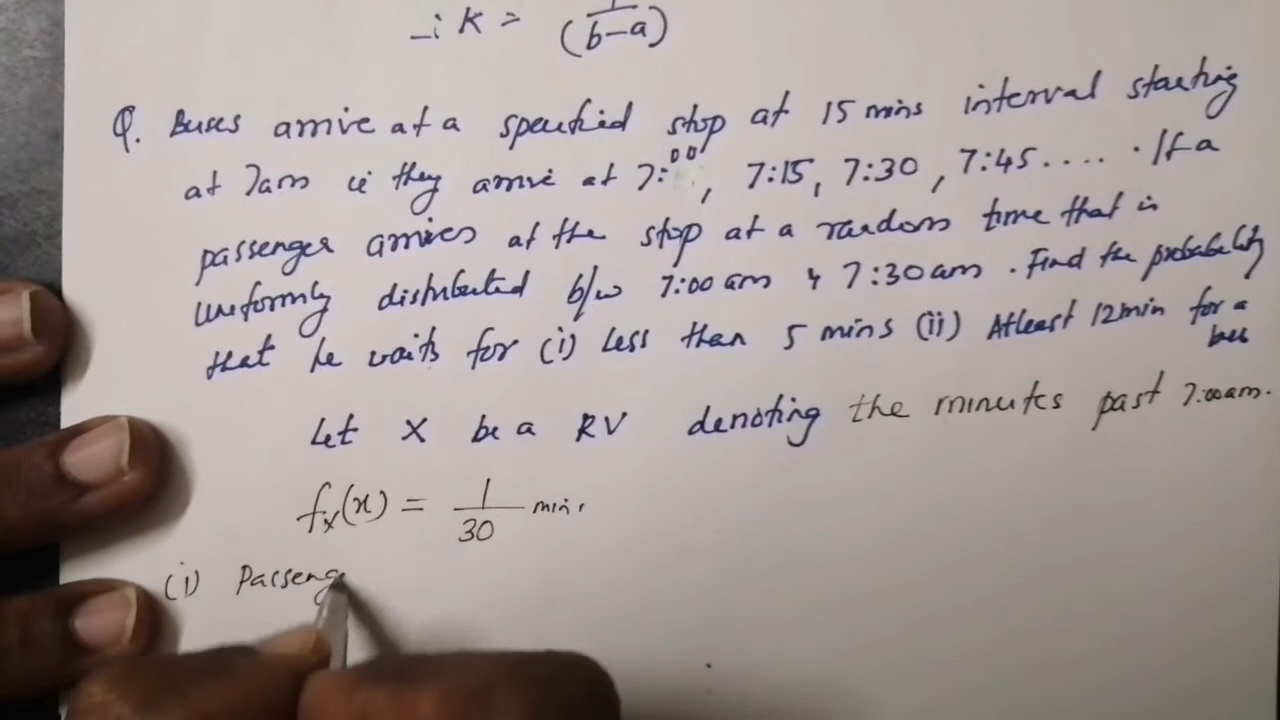 ∴ K = 1/(b-a)
Q. Buses arrive at a specified stop at 15 mins interval starting
at 7am ie they arrive at 7:00, 7:15, 7:30, 7:45..... . If a
passenger arrives at the stop at a random time that is
uniformly distributed b/w 7:00 am & 7:30am. Find the probability
that he waits for (i) Less than 5 mins (ii) Atleast 12min for a
bus
Let X be a RV denoting the minutes past 7:00am.
fx(x) = 1/30 min.
(i) Passeng